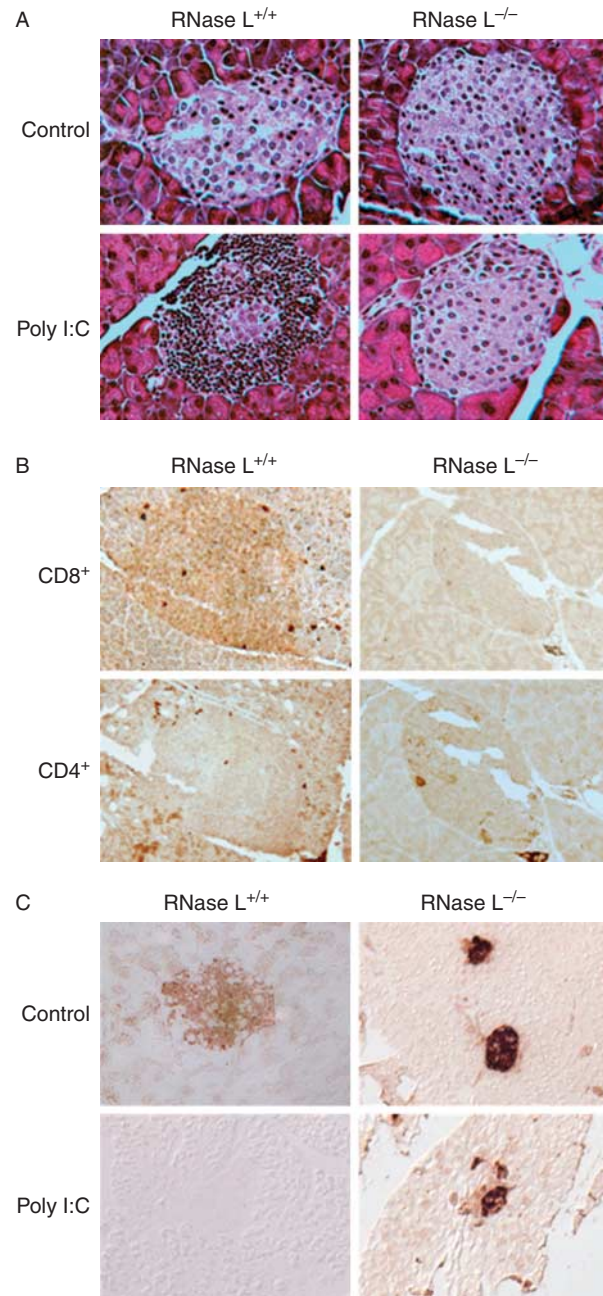 A
RNase L+/+
RNase L−/−
Control
Poly I:C
B
RNase L+/+
RNase L−/−
CD8+
CD4+
C
RNase L+/+
RNase L−/−
Control
Poly I:C